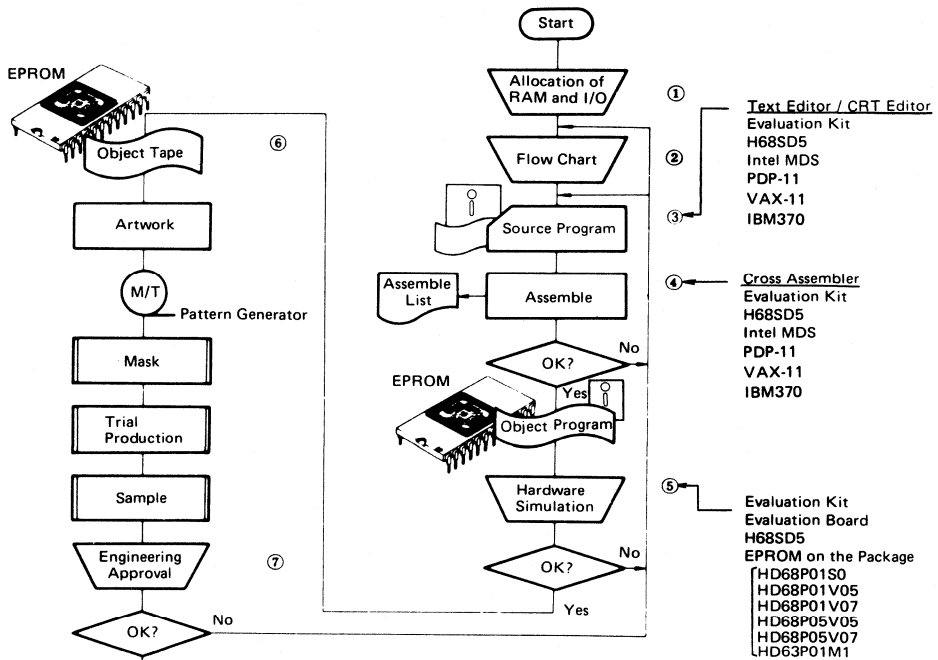 Start
Allocation of
RAM and I/O
①
Flow Chart
②
Source Program
③
Text Editor / CRT Editor
Evaluation Kit
H68SD5
Intel MDS
PDP-11
VAX-11
IBM370
Assemble
List
Assemble
④
Cross Assembler
Evaluation Kit
H68SD5
Intel MDS
PDP-11
VAX-11
IBM370
OK?
No
Yes
EPROM
Object Program
Hardware
Simulation
⑤
Evaluation Kit
Evaluation Board
H68SD5
EPROM on the Package
HD68P01S0
HD68P01V05
HD68P01V07
HD68P05V05
HD68P05V07
HD63P01M1
OK?
No
Yes
EPROM
Object Tape
⑥
Artwork
M/T
Pattern Generator
Mask
Trial
Production
Sample
Engineering
Approval
⑦
OK?
No